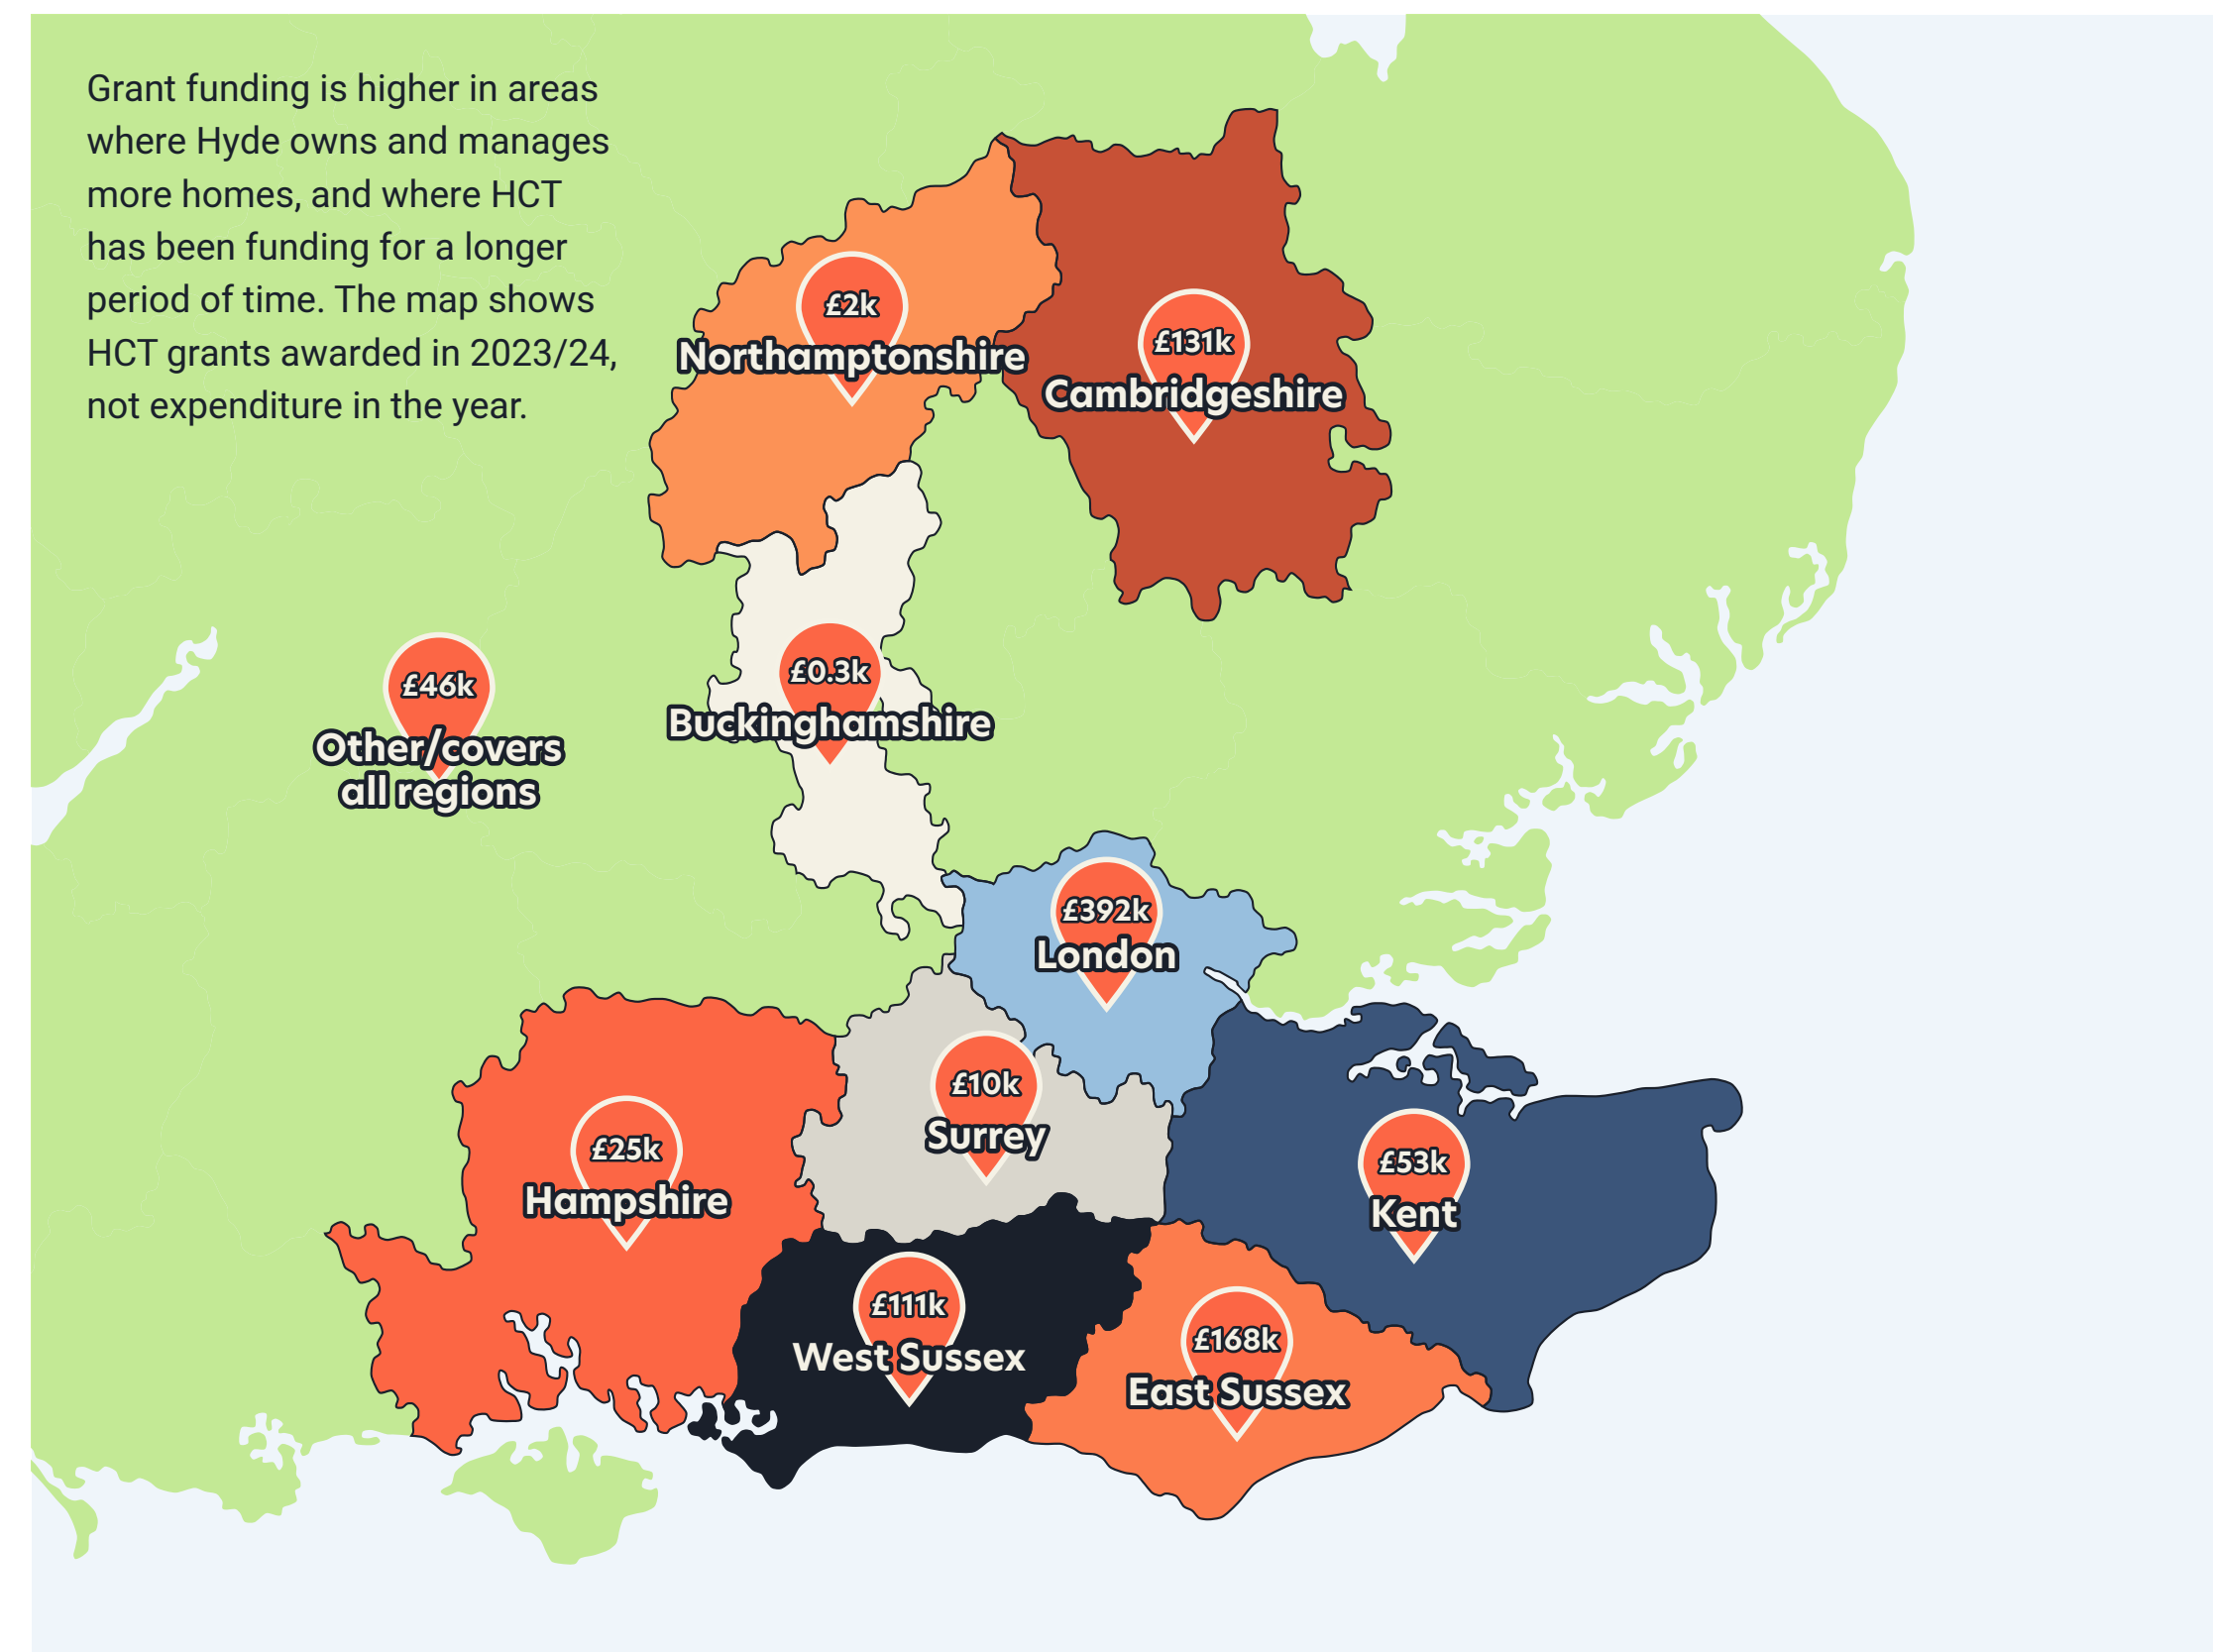 Grant funding is higher in areas
where Hyde owns and manages
more homes, and where HCT
has been funding for a longer
period of time. The map shows
HCT grants awarded in 2023/24,
not expenditure in the year.
£2k
Northamptonshire
£131k
Cambridgeshire
£46k
Other/covers
all regions
£0.3k
Buckinghamshire
£392k
London
£10k
Surrey
£25k
Hampshire
£53k
Kent
£111k
West Sussex
£168k
East Sussex